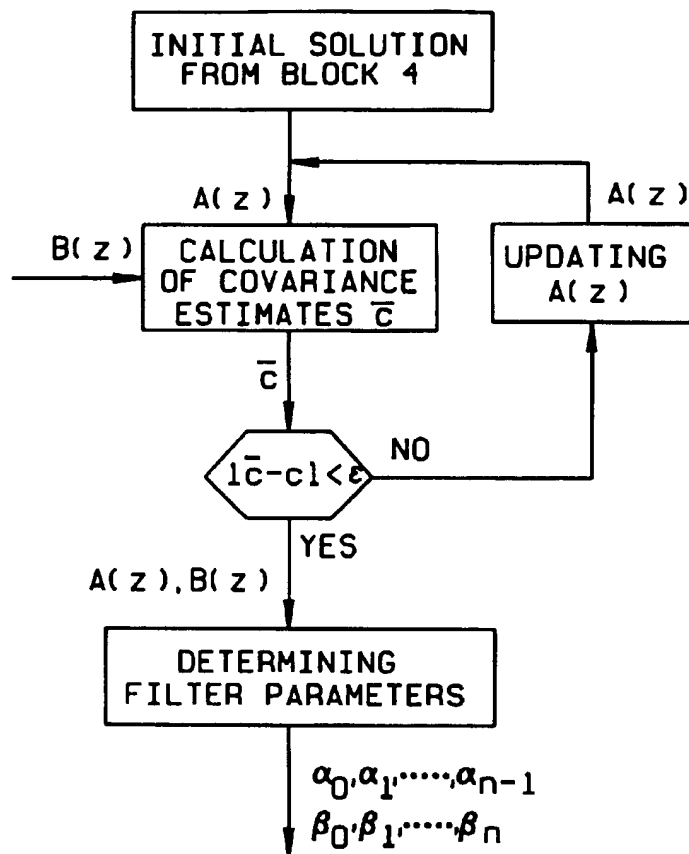 INITIAL SOLUTION
FROM BLOCK 4
A(z)
A(z)
B(z)
CALCULATION
OF COVARIANCE
ESTIMATES c̅
UPDATING
A(z)
c̅
|c̅-c|<ε
NO
YES
A(z),B(z)
DETERMINING
FILTER PARAMETERS
α₀,α₁,.....,αₙ₋₁
β₀,β₁,.....,βₙ